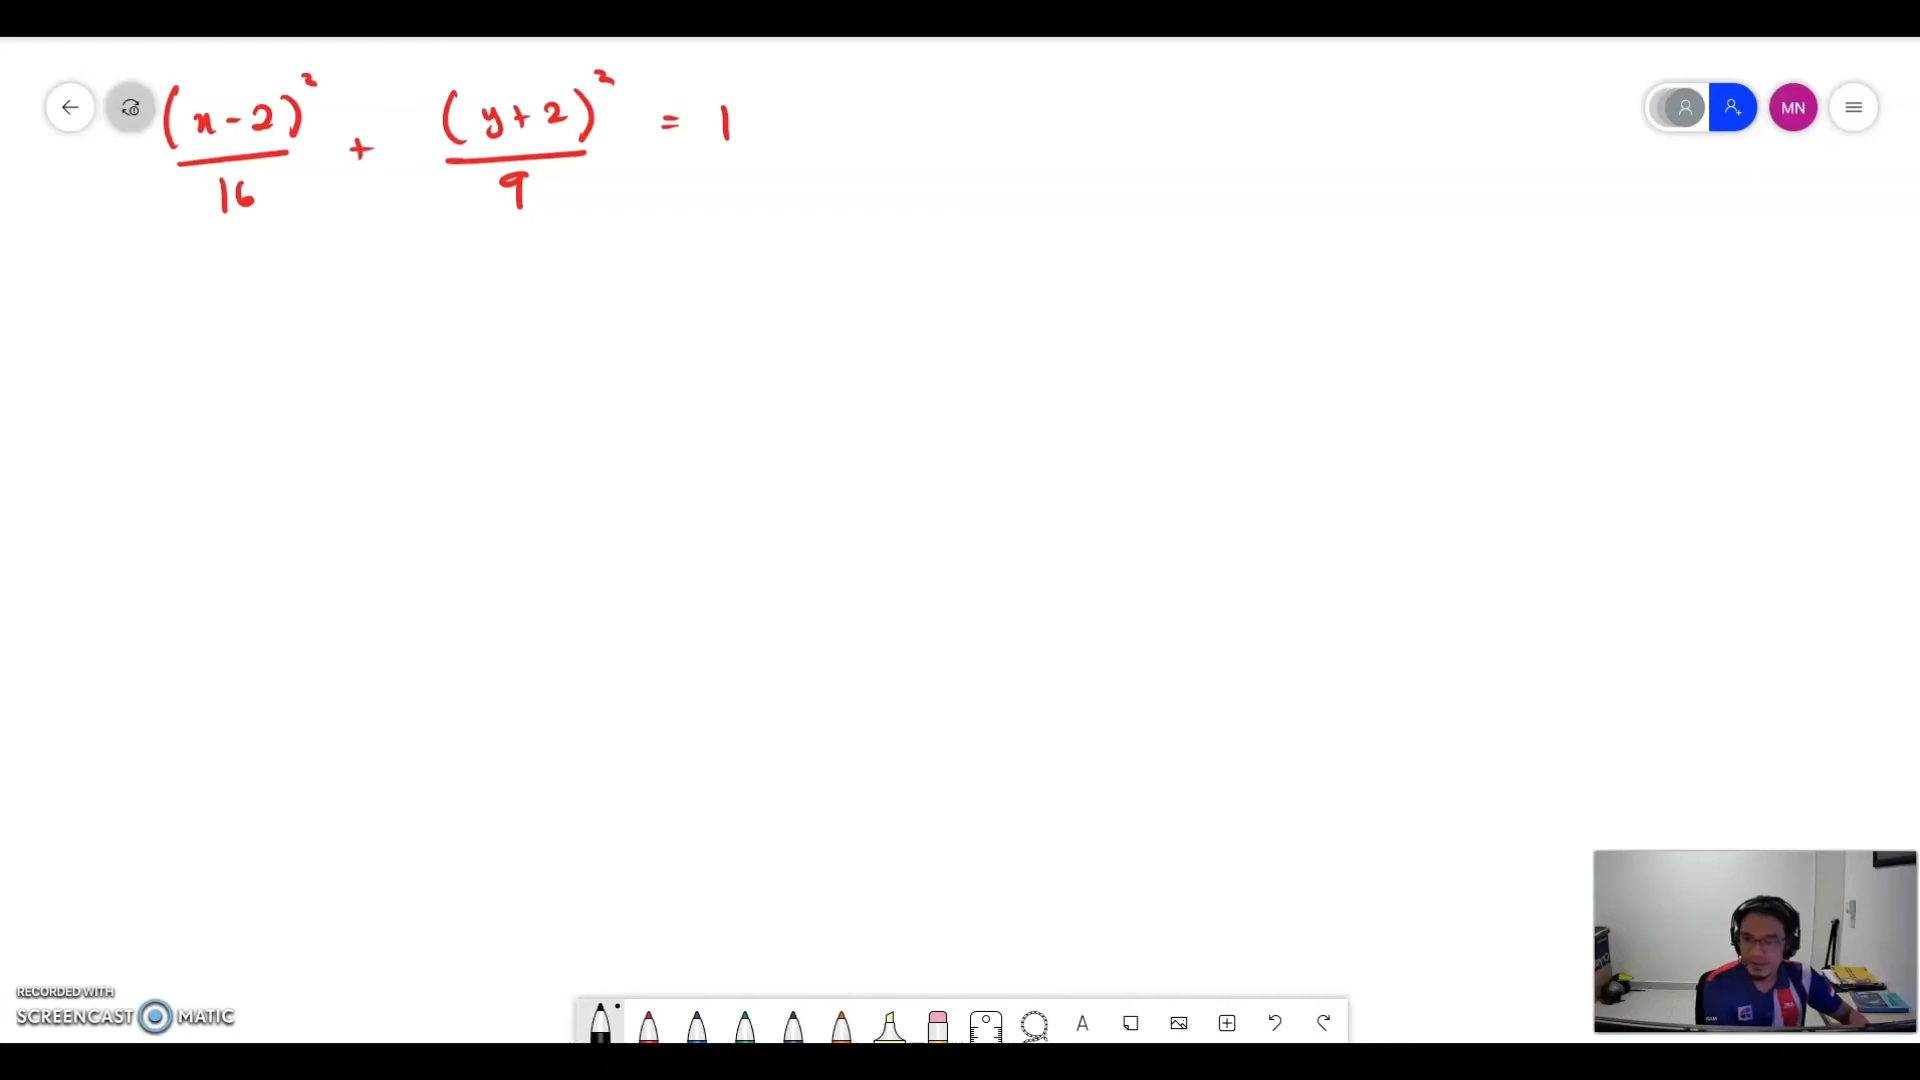 (x-2)²/16 + (y+2)²/9 = 1
MN
A
RECORDED WITH
SCREENCAST MATIC